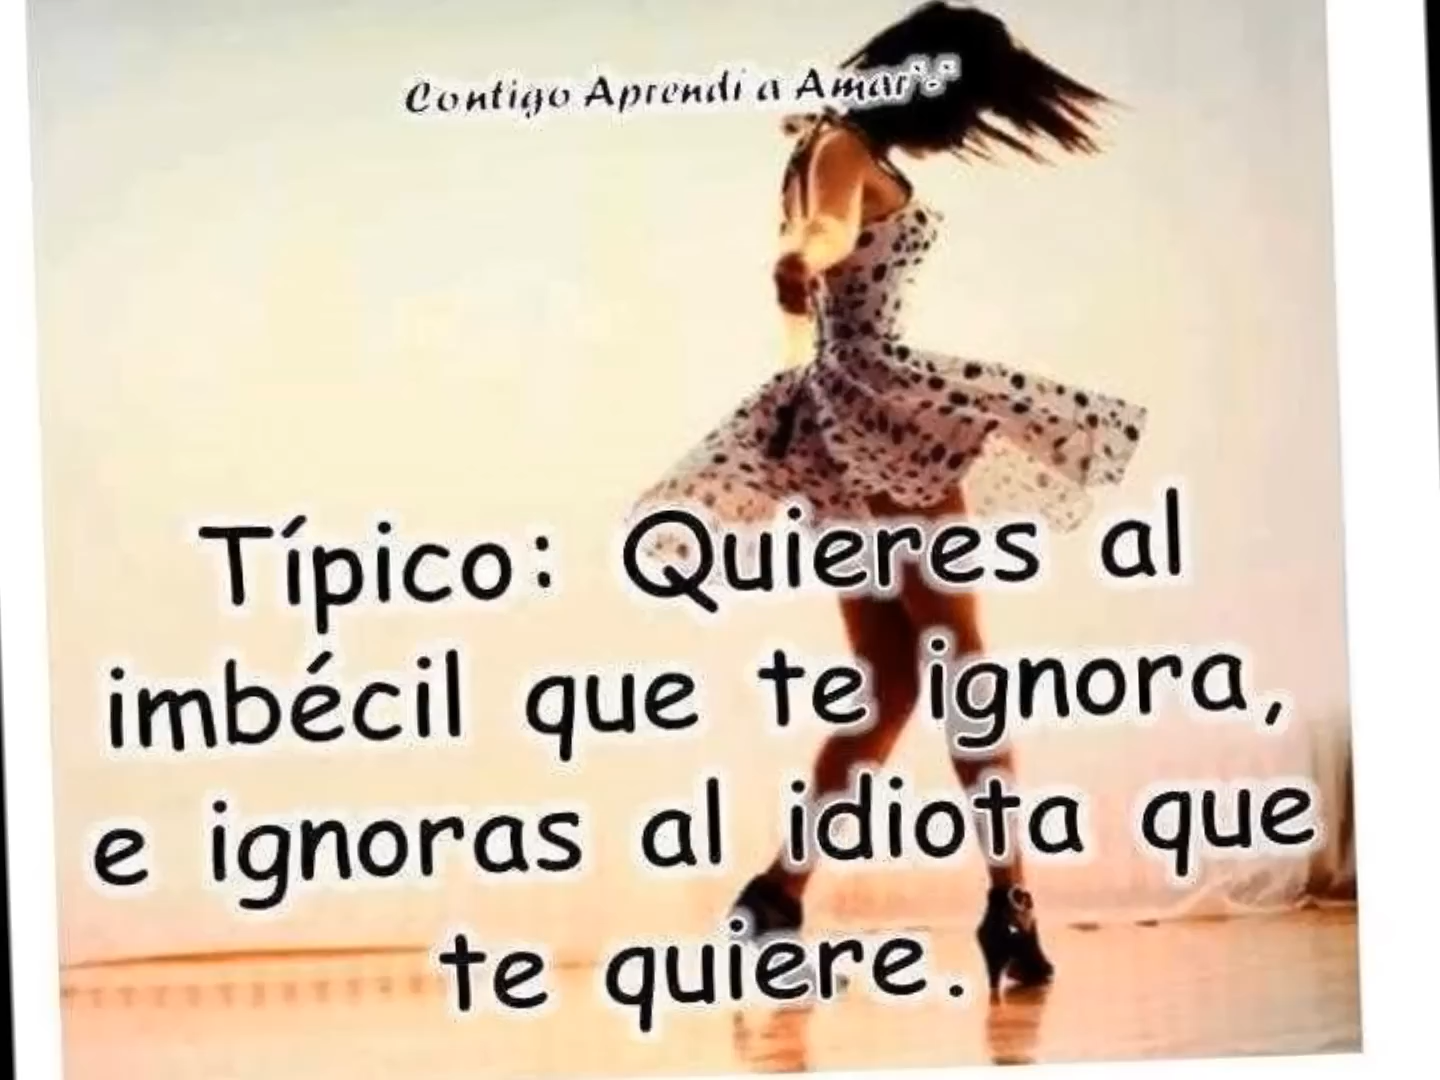 Contigo Aprendí a Amar*-*
Típico: Quieres al
imbécil que te ignora,
e ignoras al idiota que
te quiere.